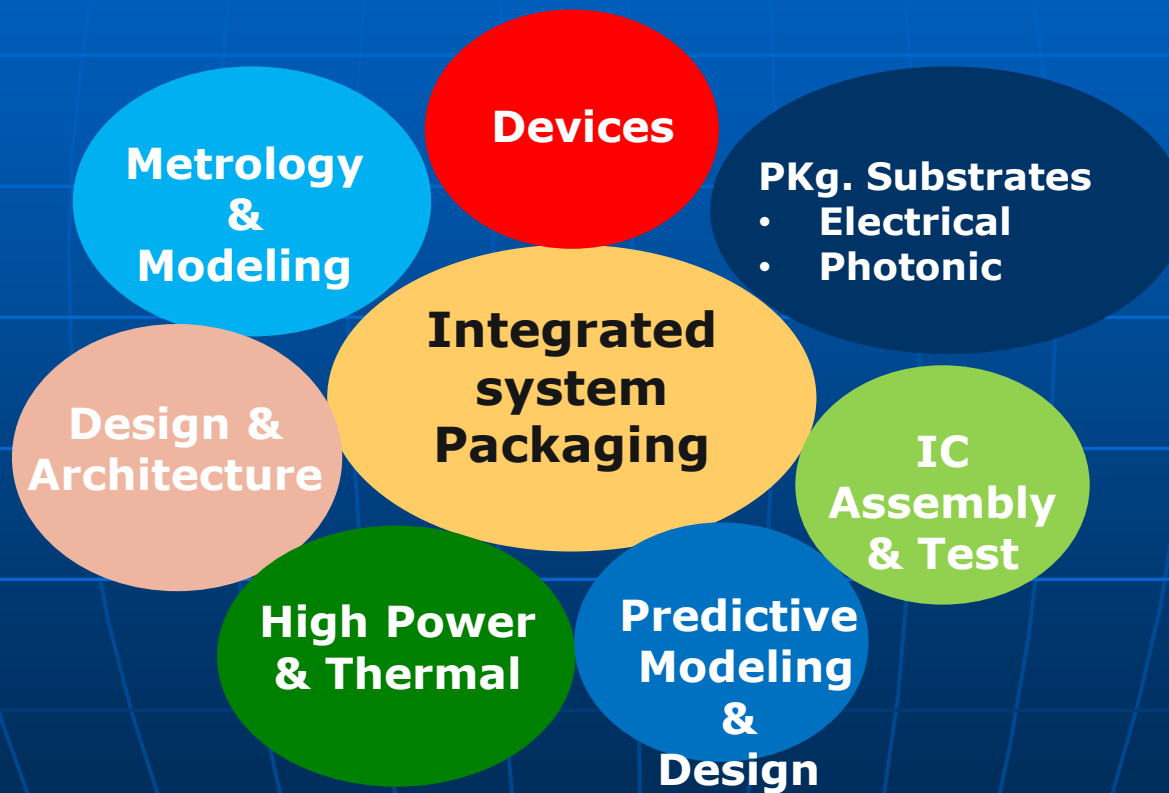 Devices
Metrology
&
Modeling
PKg. Substrates
• Electrical
• Photonic
Integrated
system
Packaging
Design &
Architecture
IC
Assembly
& Test
High Power
& Thermal
Predictive
Modeling
&
Design